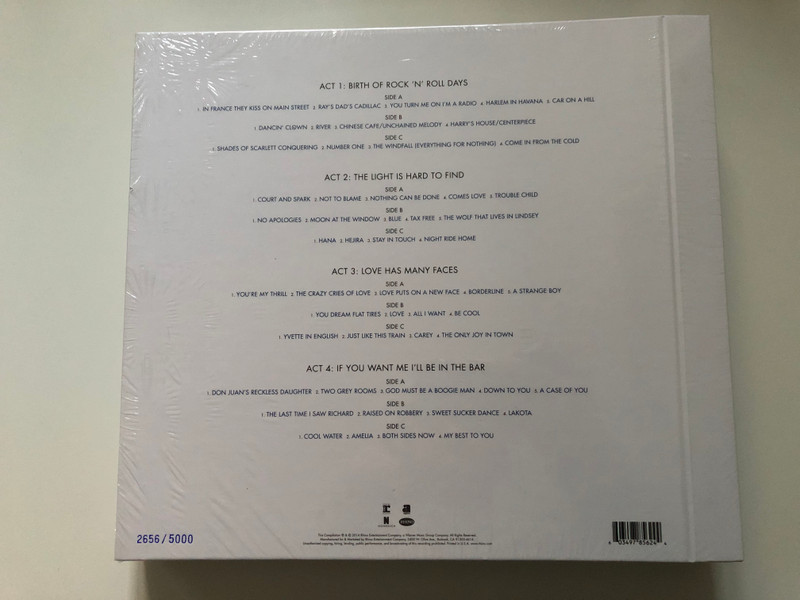 ACT 1: BIRTH OF ROCK 'N' ROLL DAYS
SIDE A
1. IN FRANCE THEY KISS ON MAIN STREET 2. RAY'S DAD'S CADILLAC 3. YOU TURN ME ON I'M A RADIO 4. HARLEM IN HAVANA 5. CAR ON A HILL
SIDE B
1. DANCIN' CLOWN 2. RIVER 3. CHINESE CAFE/UNCHAINED MELODY 4. HARRY'S HOUSE/CENTERPIECE
SIDE C
1. SHADES OF SCARLETT CONQUERING 2. NUMBER ONE 3. THE WINDFALL (EVERYTHING FOR NOTHING) 4. COME IN FROM THE COLD
ACT 2: THE LIGHT IS HARD TO FIND
SIDE A
1. COURT AND SPARK 2. NOT TO BLAME 3. NOTHING CAN BE DONE 4. COMES LOVE 5. TROUBLE CHILD
SIDE B
1. NO APOLOGIES 2. MOON AT THE WINDOW 3. BLUE 4. TAX FREE 5. THE WOLF THAT LIVES IN LINDSEY
SIDE C
1. HANA 2. HEJIRA 3. STAY IN TOUCH 4. NIGHT RIDE HOME
ACT 3: LOVE HAS MANY FACES
SIDE A
1. YOU'RE MY THRILL 2. THE CRAZY CRIES OF LOVE 3. LOVE PUTS ON A NEW FACE 4. BORDERLINE 5. A STRANGE BOY
SIDE B
1. YOU DREAM FLAT TIRES 2. LOVE 3. ALL I WANT 4. BE COOL
SIDE C
1. YVETTE IN ENGLISH 2. JUST LIKE THIS TRAIN 3. CAREY 4. THE ONLY JOY IN TOWN
ACT 4: IF YOU WANT ME I'LL BE IN THE BAR
SIDE A
1. DON JUAN'S RECKLESS DAUGHTER 2. TWO GREY ROOMS 3. GOD MUST BE A BOOGIE MAN 4. DOWN TO YOU 5. A CASE OF YOU
SIDE B
1. THE LAST TIME I SAW RICHARD 2. RAISED ON ROBBERY 3. SWEET SUCKER DANCE 4. LAKOTA
SIDE C
1. COOL WATER 2. AMELIA 3. BOTH SIDES NOW 4. MY BEST TO YOU
2656/5000
6 03497 85624 4